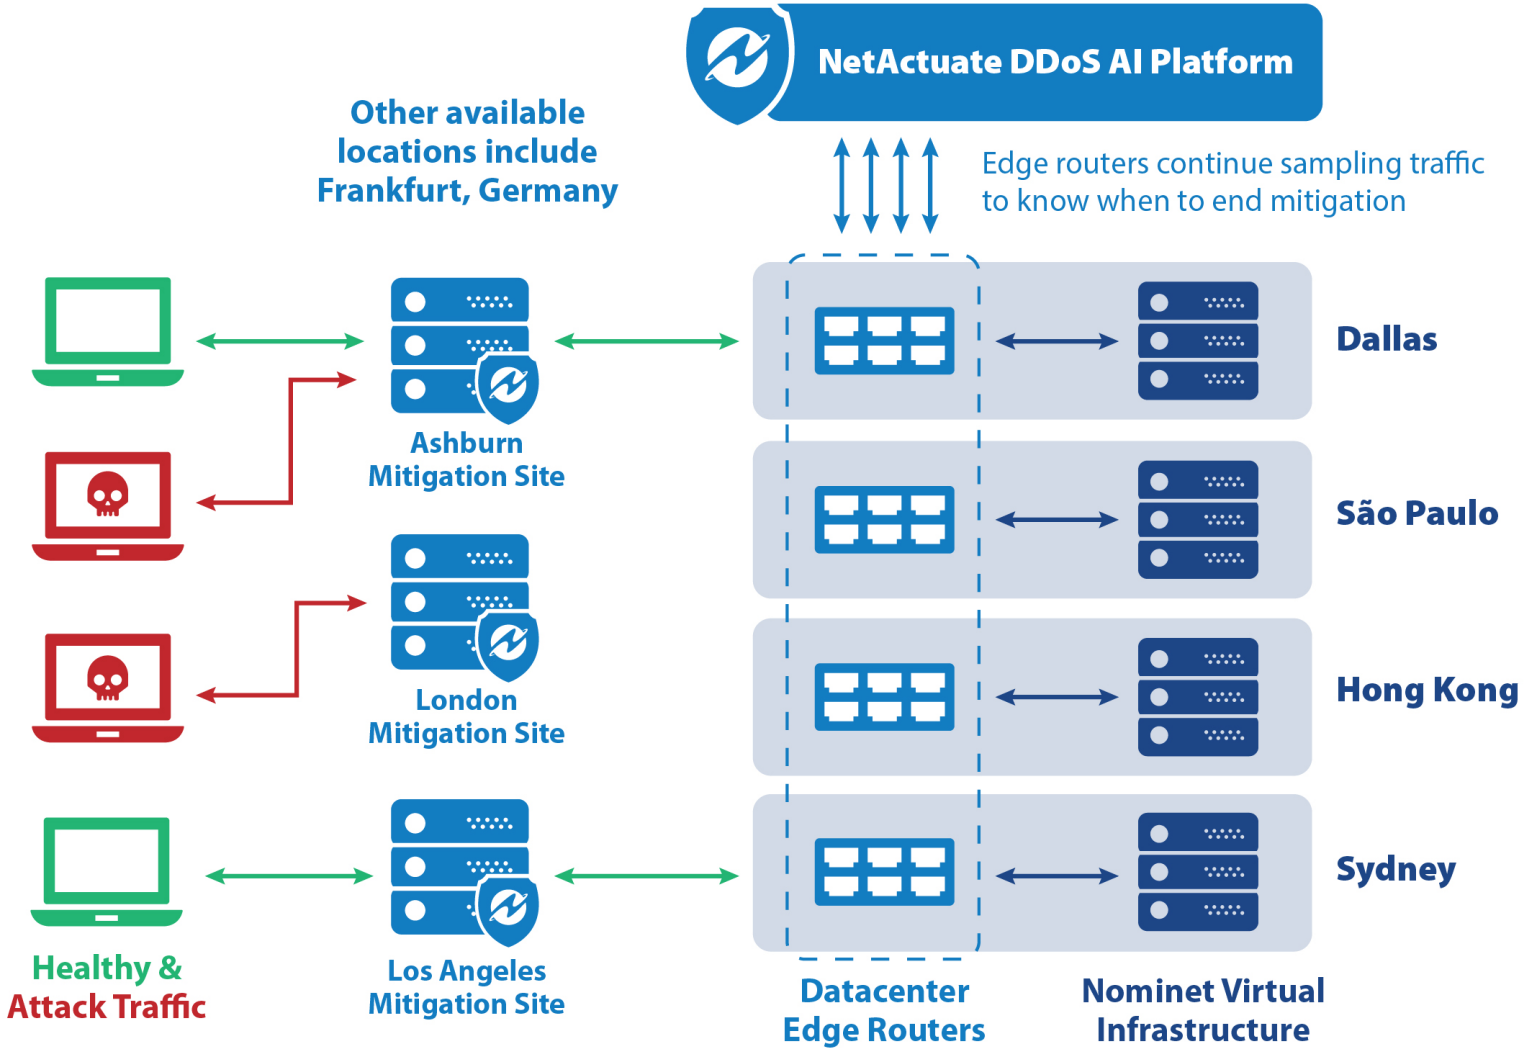 NetActuate DDoS AI Platform
Other available
locations include
Frankfurt, Germany
Edge routers continue sampling traffic
to know when to end mitigation
Ashburn
Mitigation Site
London
Mitigation Site
Los Angeles
Mitigation Site
Dallas
São Paulo
Hong Kong
Sydney
Healthy &
Attack Traffic
Datacenter
Edge Routers
Nominet Virtual
Infrastructure